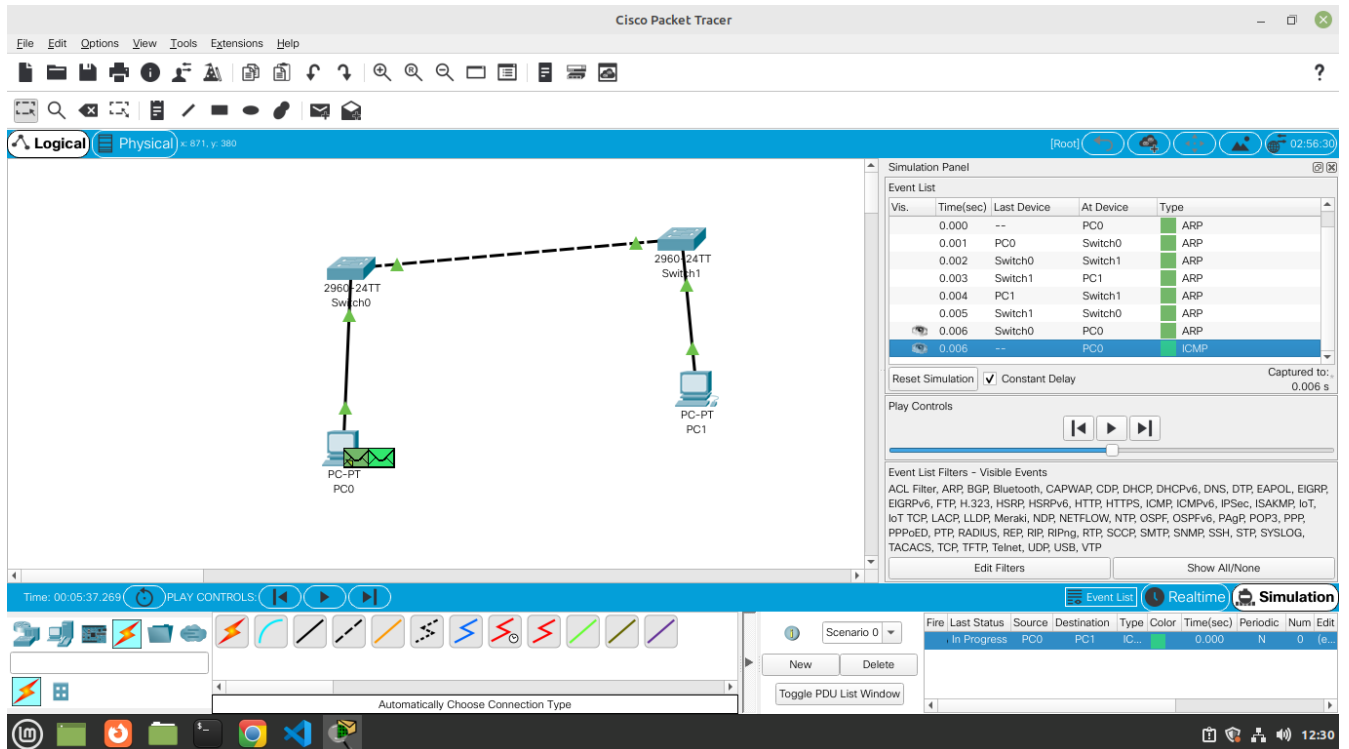 Cisco Packet Tracer
File Edit Options View Tools Extensions Help
?
Logical Physical x: 871, y: 380 [Root] 02:56:30
2960-24TT
Switch0
2960-24TT
Switch1
PC-PT
PC0
PC-PT
PC1
Simulation Panel
Event List
Vis. Time(sec) Last Device At Device Type
0.000 -- PC0 ARP
0.001 PC0 Switch0 ARP
0.002 Switch0 Switch1 ARP
0.003 Switch1 PC1 ARP
0.004 PC1 Switch1 ARP
0.005 Switch1 Switch0 ARP
0.006 Switch0 PC0 ARP
0.006 -- PC0 ICMP
Reset Simulation Constant Delay Captured to:
0.006 s
Play Controls
Event List Filters - Visible Events
ACL Filter, ARP, BGP, Bluetooth, CAPWAP, CDP, DHCP, DHCPv6, DNS, DTP, EAPOL, EIGRP,
EIGRPv6, FTP, H.323, HSRP, HSRPv6, HTTP, HTTPS, ICMP, ICMPv6, IPSec, ISAKMP, IoT,
IoT TCP, LACP, LLDP, Meraki, NDP, NETFLOW, NTP, OSPF, OSPFv6, PAgP, POP3, PPP,
PPPoED, PTP, RADIUS, REP, RIP, RIPng, RTP, SCCP, SMTP, SNMP, SSH, STP, SYSLOG,
TACACS, TCP, TFTP, Telnet, UDP, USB, VTP
Edit Filters Show All/None
Time: 00:05:37.269 PLAY CONTROLS: Event List Realtime Simulation
Automatically Choose Connection Type
Scenario 0
New Delete
Toggle PDU List Window
Fire Last Status Source Destination Type Color Time(sec) Periodic Num Edit
In Progress PC0 PC1 IC... 0.000 N 0 (e...
12:30